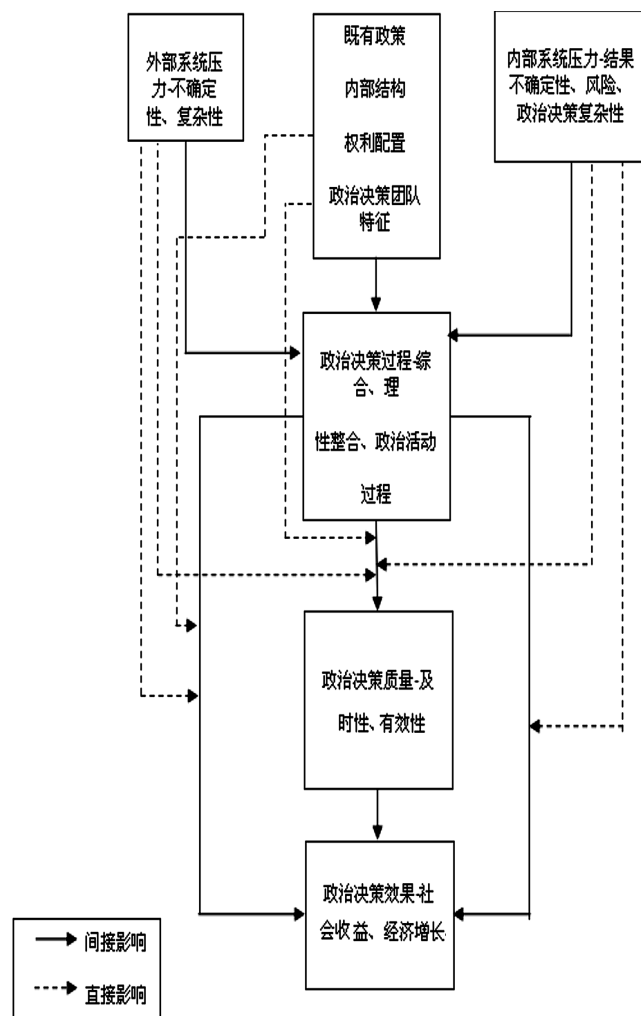 外部系统压
力-不确定
性、复杂性
既有政策
内部结构
权利配置
政治决策团队
特征
内部系统压力-结果
不确定性、风险、
政治决策复杂性
政治决策过程-综
合、理
性整合、政治活动
过程
政治决策质量-及
时性、有效性
政治决策效果-社
会收益、经济增长
间接影响
直接影响